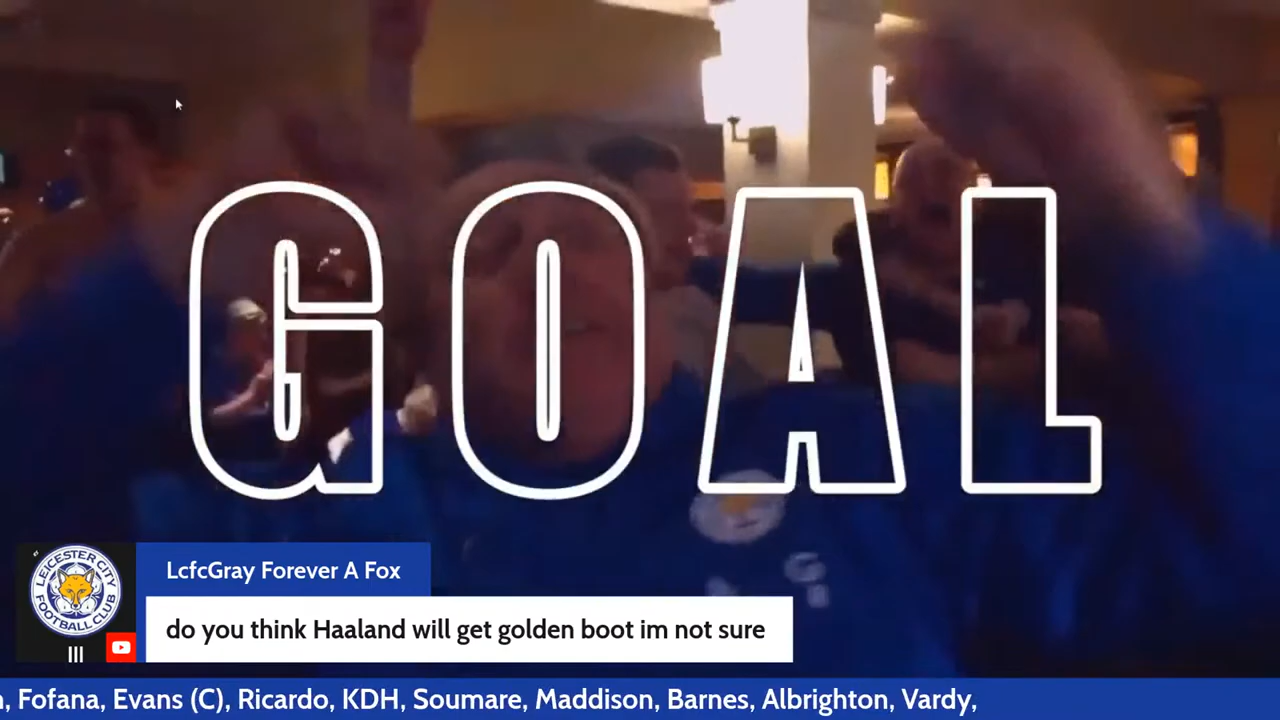 GOAL
LEICESTER CITY
FOOTBALL CLUB
LcfcGray Forever A Fox
do you think Haaland will get golden boot im not sure
, Fofana, Evans (C), Ricardo, KDH, Soumare, Maddison, Barnes, Albrighton, Vardy,